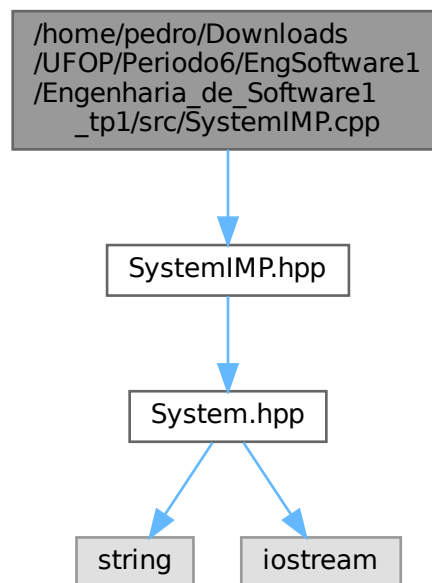 /home/pedro/Downloads
/UFOP/Periodo6/EngSoftware1
/Engenharia_de_Software1
_tp1/src/SystemIMP.cpp
SystemIMP.hpp
System.hpp
string
iostream